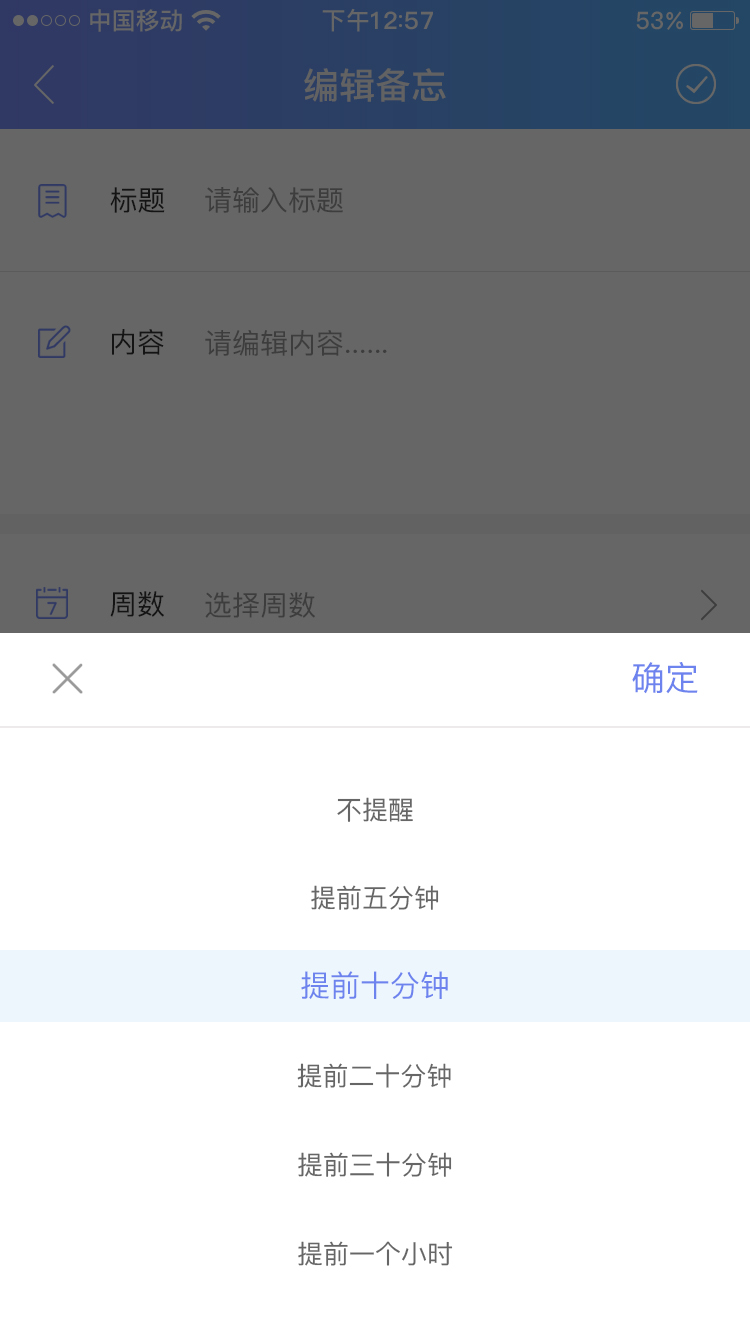 中国移动 下午12:57 53%
编辑备忘
标题 请输入标题
内容 请编辑内容......
7 周数 选择周数
确定
不提醒
提前五分钟
提前十分钟
提前二十分钟
提前三十分钟
提前一个小时